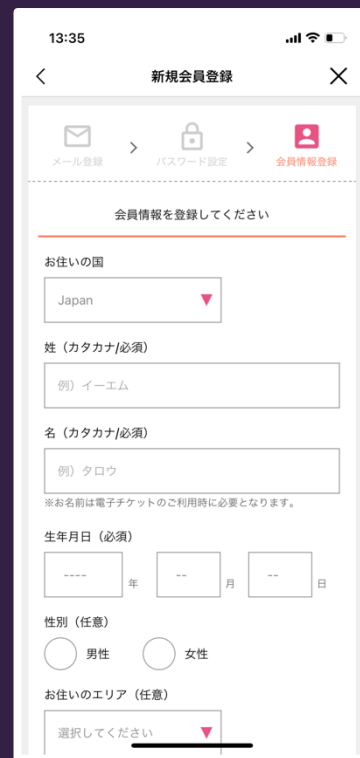 13:35
新規会員登録
メール登録 パスワード設定 会員情報登録
会員情報を登録してください
お住いの国
Japan
姓（カタカナ/必須）
例）イーエム
名（カタカナ/必須）
例）タロウ
※お名前は電子チケットのご利用時に必要となります。
生年月日（必須）
---- 年 -- 月 -- 日
性別（任意）
男性 女性
お住いのエリア（任意）
選択してください